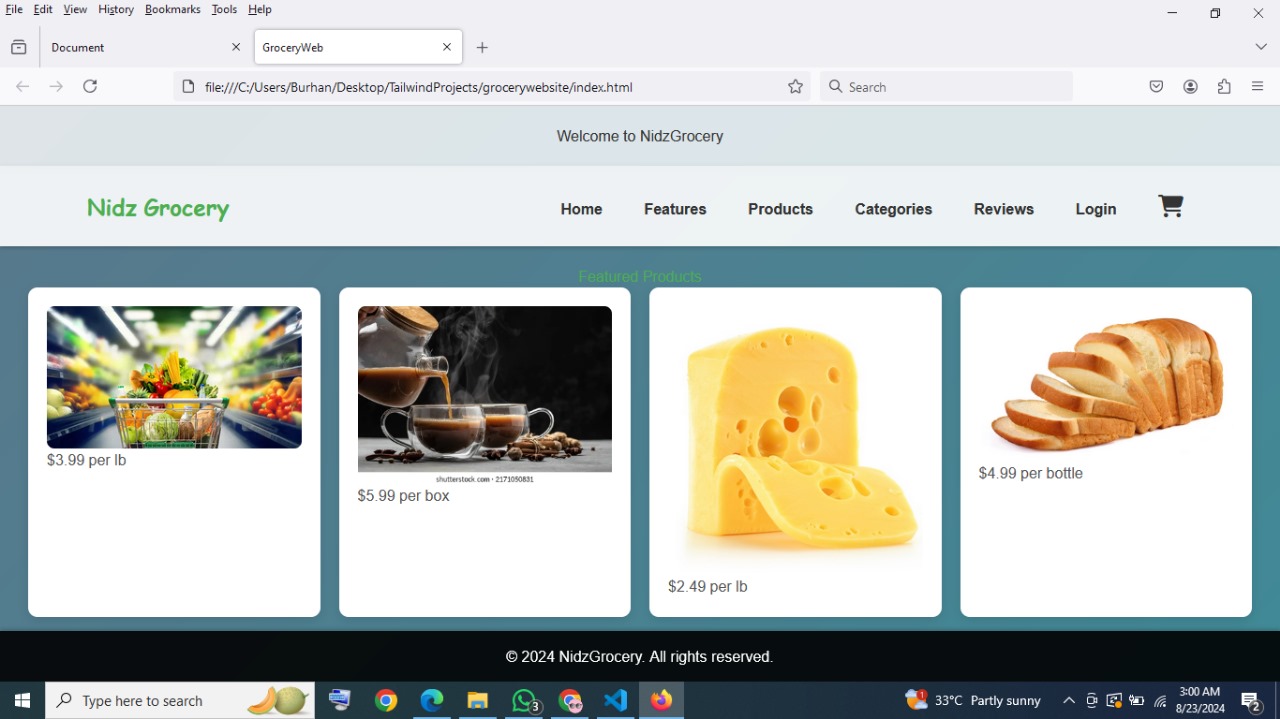 File Edit View History Bookmarks Tools Help
Document
GroceryWeb
file:///C:/Users/Burhan/Desktop/TailwindProjects/grocerywebsite/index.html
Search
Welcome to NidzGrocery
Nidz Grocery
Home Features Products Categories Reviews Login
Featured Products
$3.99 per lb
shutterstock.com · 2171050831
$5.99 per box
$2.49 per lb
$4.99 per bottle
© 2024 NidzGrocery. All rights reserved.
Type here to search
3
1
33°C Partly sunny
3:00 AM
8/23/2024
2